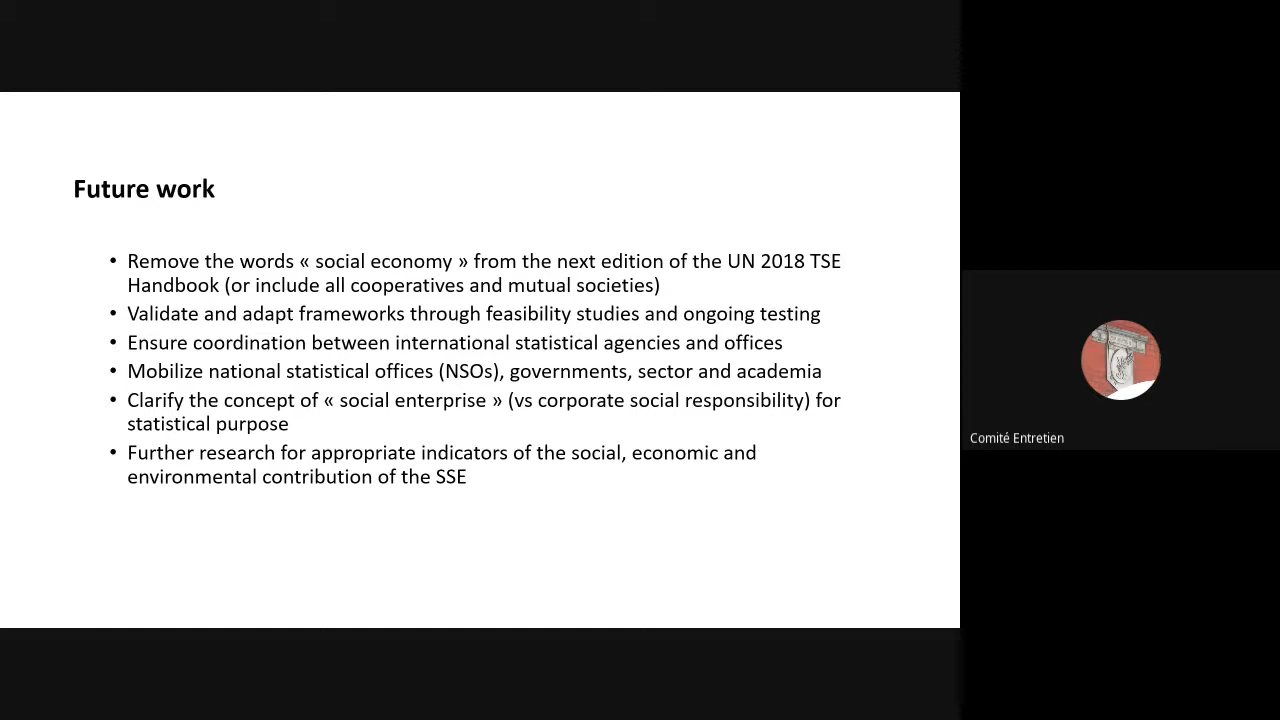 Future work
• Remove the words « social economy » from the next edition of the UN 2018 TSE
Handbook (or include all cooperatives and mutual societies)
• Validate and adapt frameworks through feasibility studies and ongoing testing
• Ensure coordination between international statistical agencies and offices
• Mobilize national statistical offices (NSOs), governments, sector and academia
• Clarify the concept of « social enterprise » (vs corporate social responsibility) for
statistical purpose
• Further research for appropriate indicators of the social, economic and
environmental contribution of the SSE
Comité Entretien